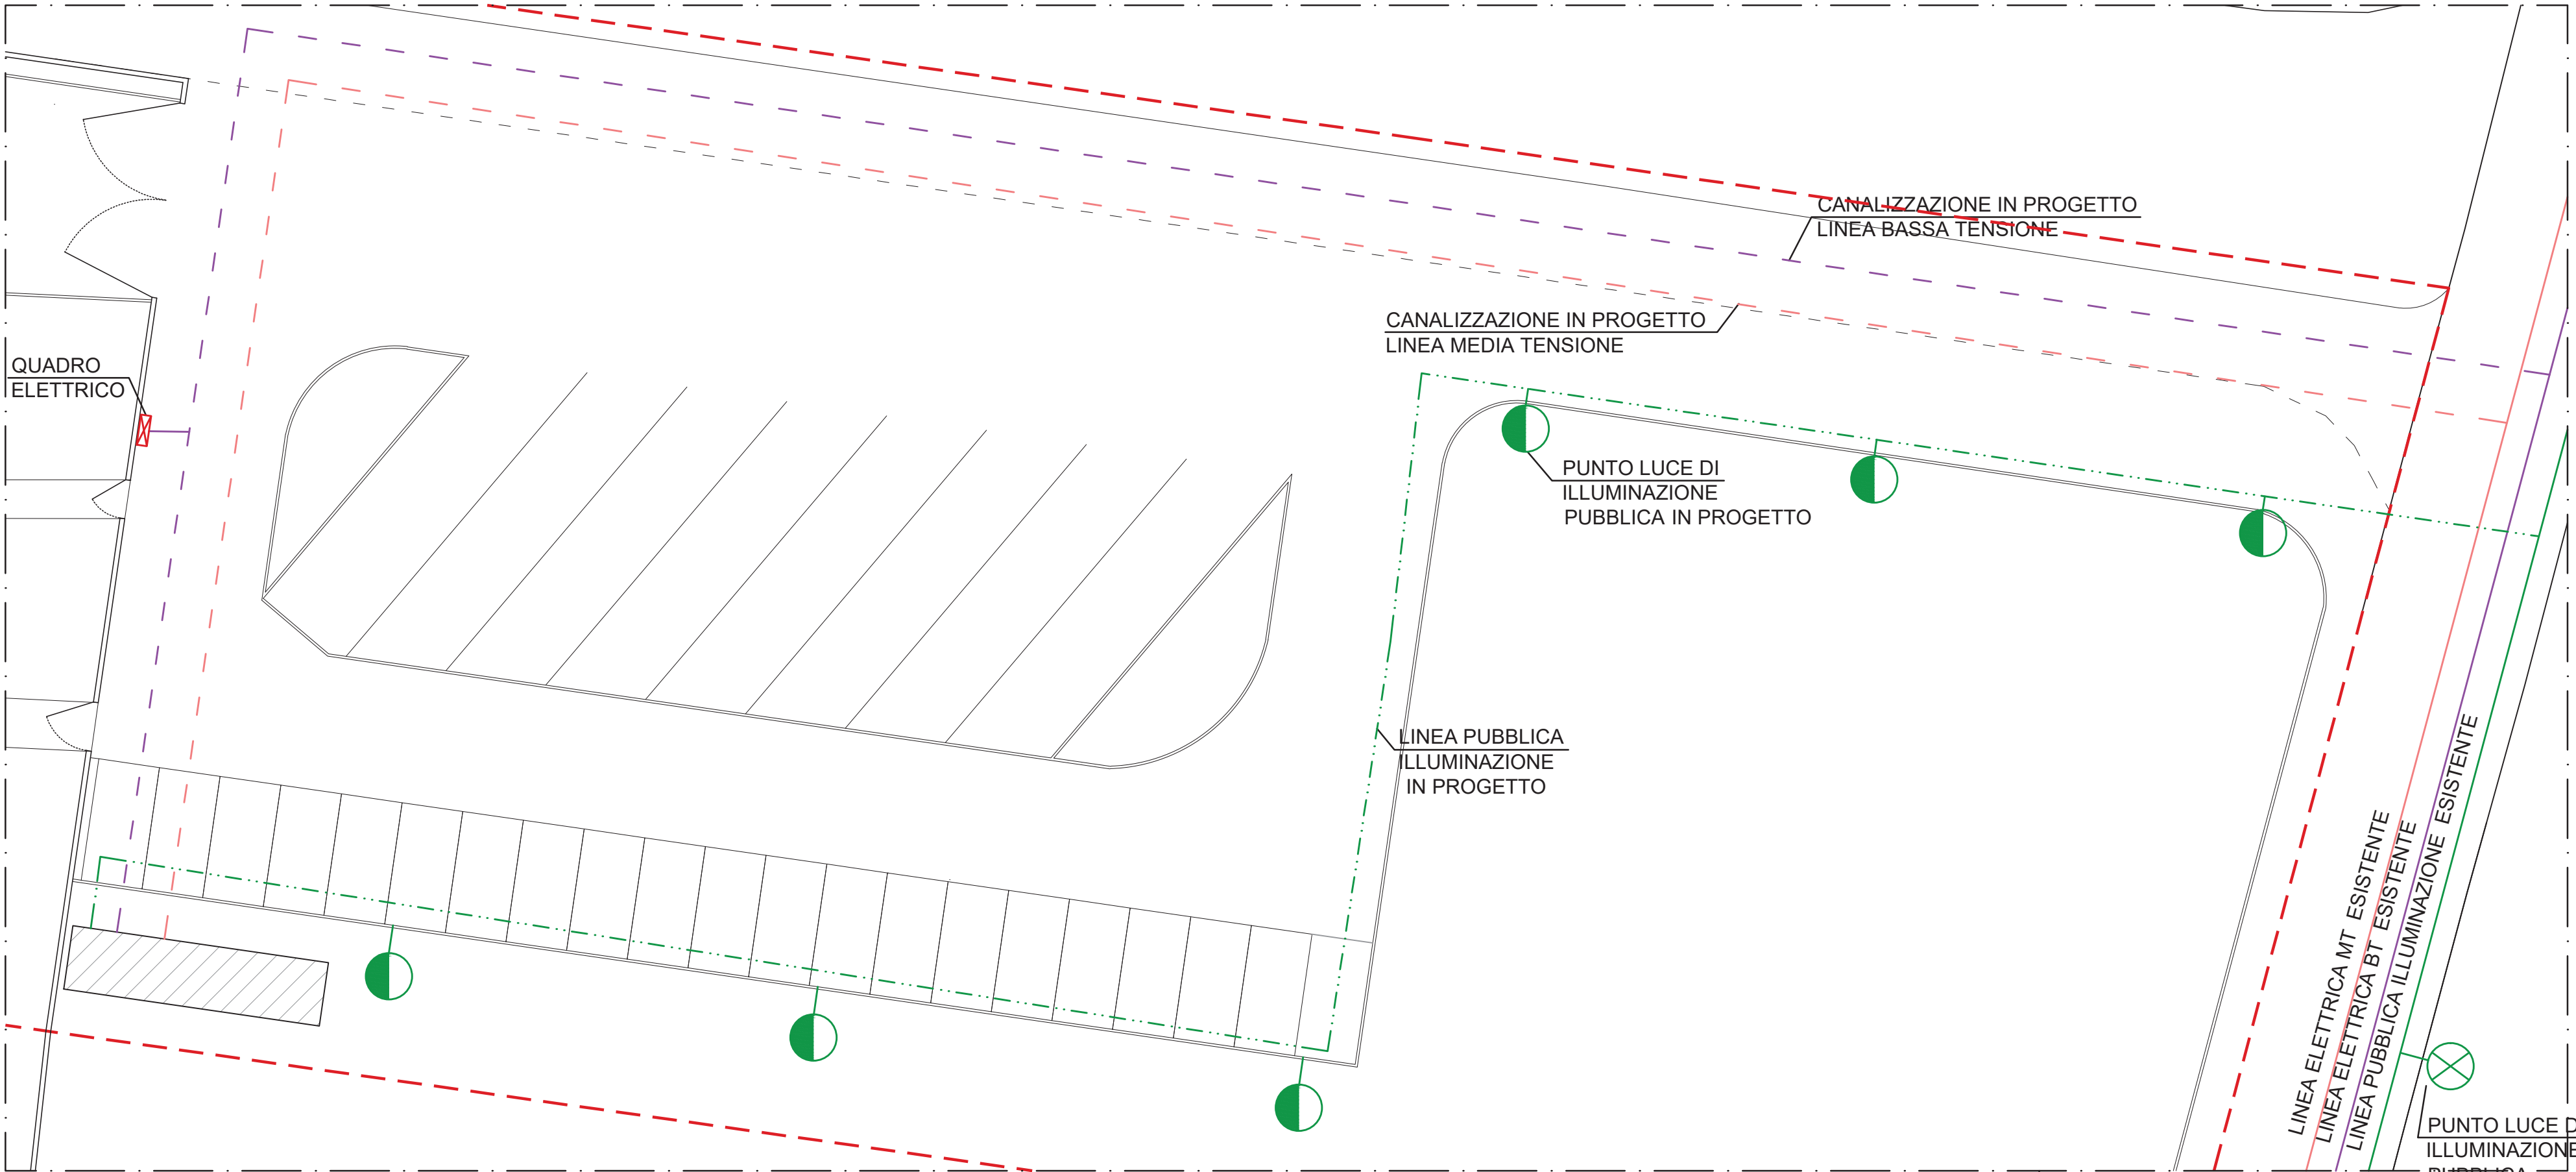 CANALIZZAZIONE IN PROGETTO
LINEA BASSA TENSIONE
CANALIZZAZIONE IN PROGETTO
LINEA MEDIA TENSIONE
QUADRO
ELETTRICO
PUNTO LUCE DI
ILLUMINAZIONE
PUBBLICA IN PROGETTO
LINEA PUBBLICA
ILLUMINAZIONE
IN PROGETTO
LINEA ELETTRICA MT ESISTENTE
LINEA ELETTRICA BT ESISTENTE
LINEA PUBBLICA ILLUMINAZIONE ESISTENTE
PUNTO LUCE D
ILLUMINAZIONE
PUBBLICA